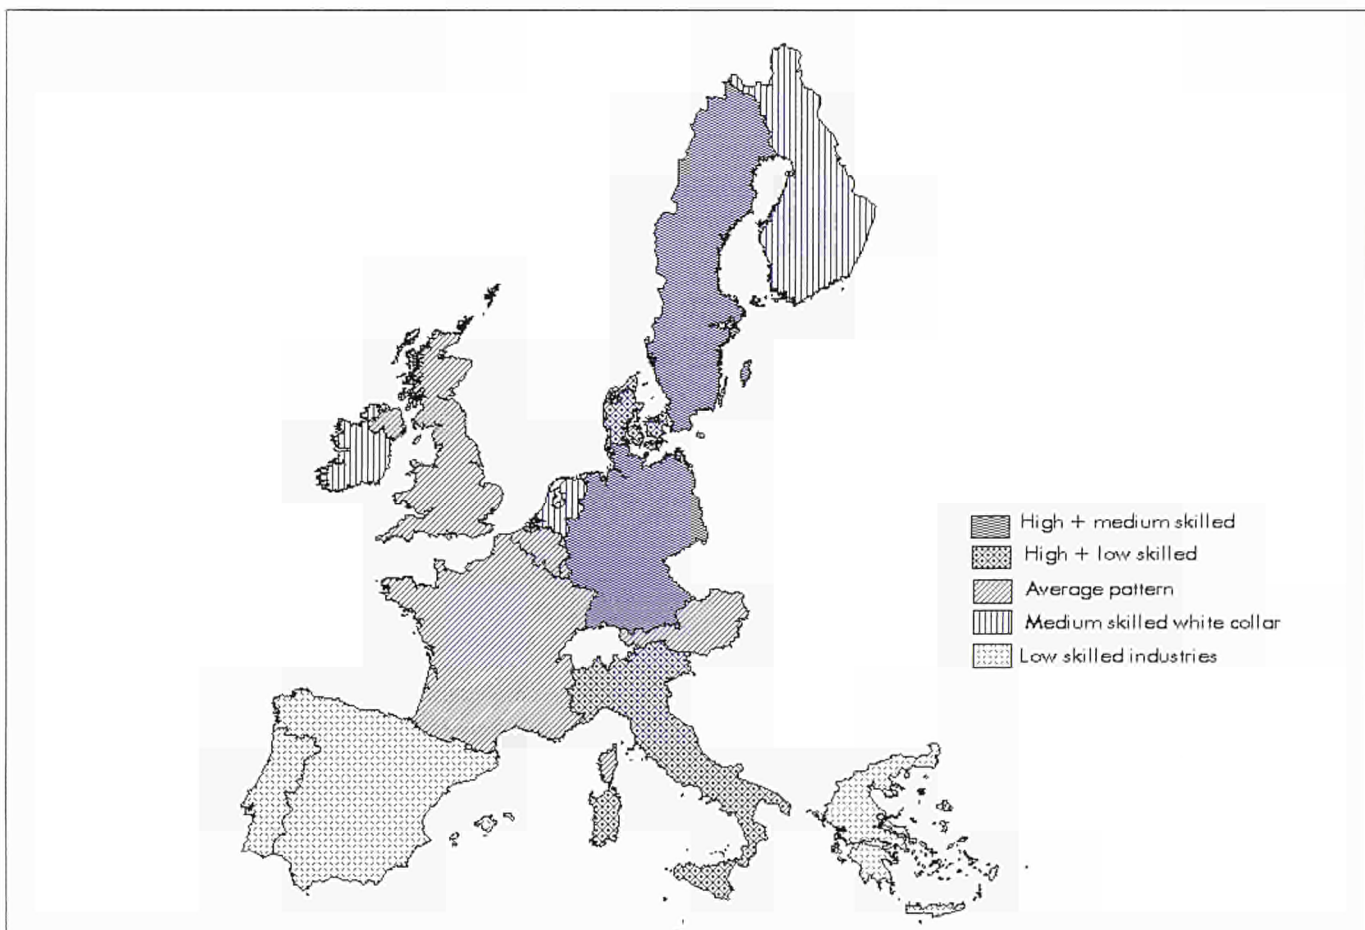 High + medium skilled
High + low skilled
Average pattern
Medium skilled white collar
Low skilled industries